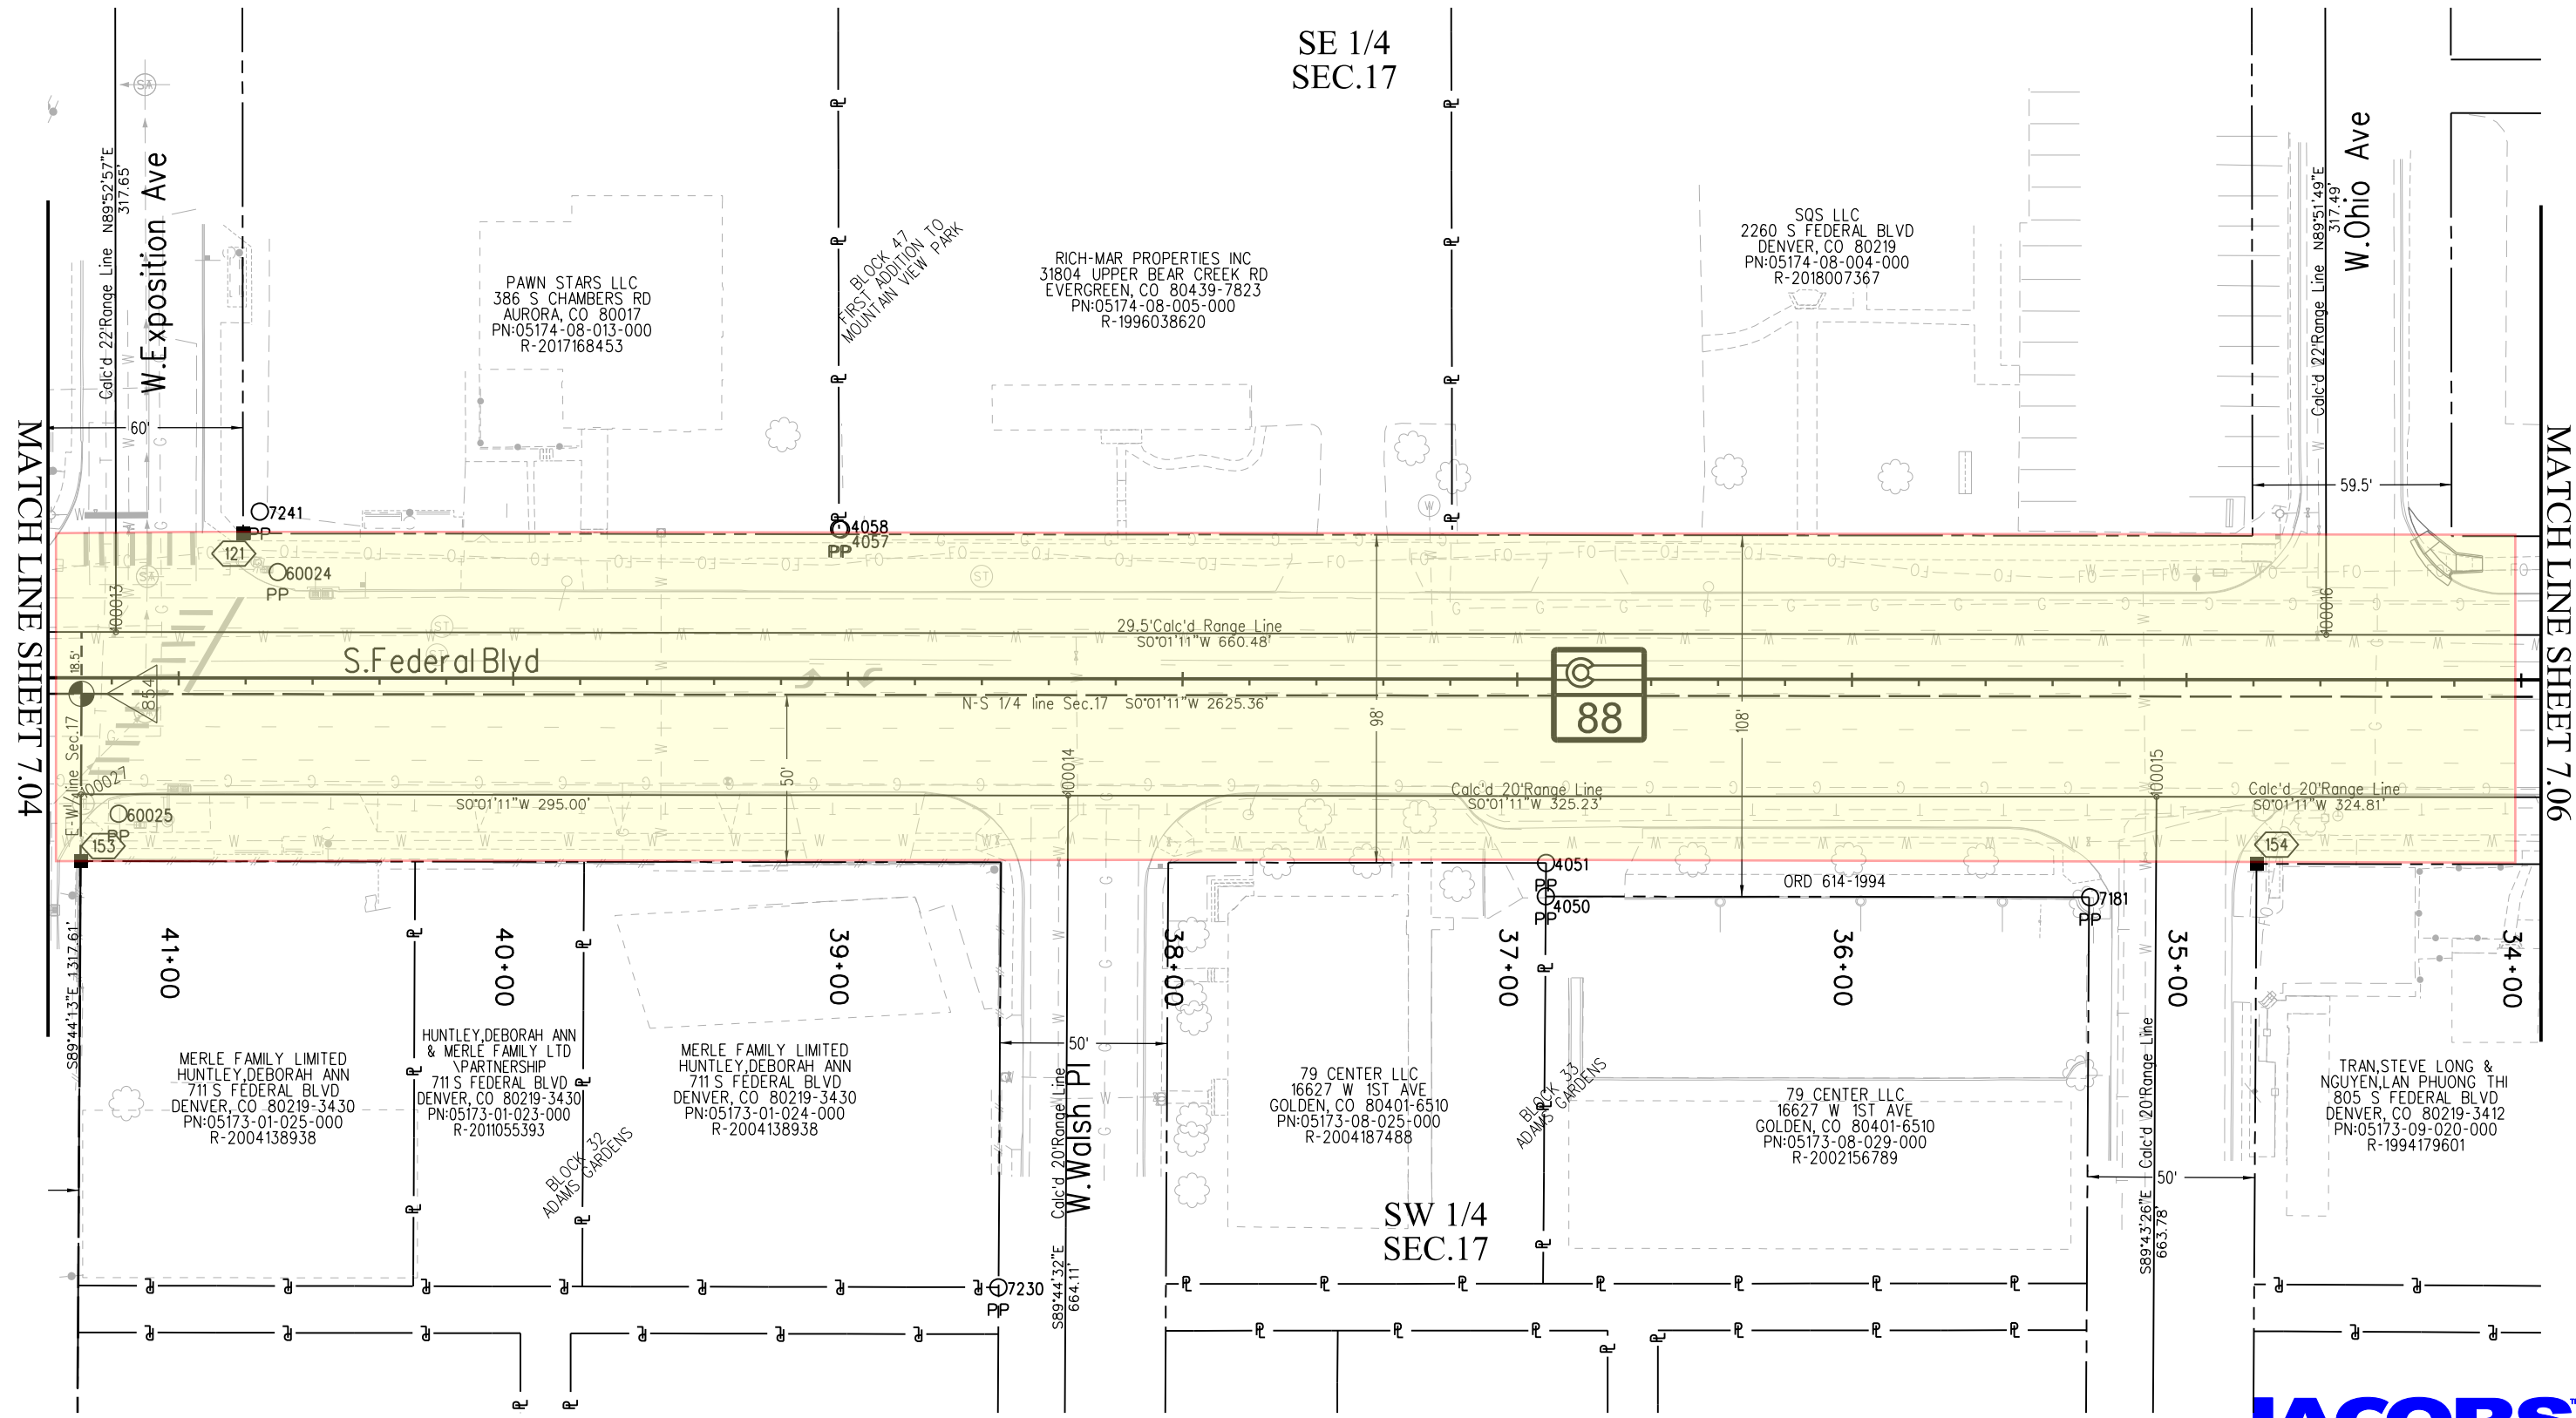 SE 1/4
SEC.17
W.Exposition Ave
Calc'd 22'Range Line N89°52'57"E
317.65'
W.Ohio Ave
Calc'd 22'Range Line N89°51'49"E
317.49'
PAWN STARS LLC
386 S CHAMBERS RD
AURORA, CO 80017
PN:05174-08-013-000
R-2017168453
BLOCK 47
FIRST ADDITION TO
MOUNTAIN VIEW PARK
RICH-MAR PROPERTIES INC
31804 UPPER BEAR CREEK RD
EVERGREEN, CO 80439-7823
PN:05174-08-005-000
R-1996038620
SQS LLC
2260 S FEDERAL BLVD
DENVER, CO 80219
PN:05174-08-004-000
R-2018007367
MATCH LINE SHEET 7.04
MATCH LINE SHEET 7.06
60'
59.5'
7241
PP
121
60024
PP
4058
4057
PP
100013
100016
29.5'Calc'd Range Line
S0°01'11"W 660.48'
S.Federal Blvd
18.5'
854
N-S 1/4 line Sec.17 S0°01'11"W 2625.36'
88
98'
108'
50'
E-W1/4line Sec.17
100027
60025
PP
153
S0°01'11"W 295.00'
100014
Calc'd 20'Range Line
S0°01'11"W 325.23'
100015
Calc'd 20'Range Line
S0°01'11"W 324.81'
154
4051
PP
4050
PP
ORD 614-1994
7181
PP
41+00
40+00
39+00
38+00
37+00
36+00
35+00
34+00
S89°44'13"E 1317.61'
MERLE FAMILY LIMITED
HUNTLEY,DEBORAH ANN
711 S FEDERAL BLVD
DENVER, CO 80219-3430
PN:05173-01-025-000
R-2004138938
HUNTLEY,DEBORAH ANN
& MERLE FAMILY LTD
\PARTNERSHIP
711 S FEDERAL BLVD
DENVER, CO 80219-3430
PN:05173-01-023-000
R-2011055393
BLOCK 32
ADAMS GARDENS
MERLE FAMILY LIMITED
HUNTLEY,DEBORAH ANN
711 S FEDERAL BLVD
DENVER, CO 80219-3430
PN:05173-01-024-000
R-2004138938
50'
W.Walsh Pl
Calc'd 20'Range Line
S89°44'32"E
664.11'
79 CENTER LLC
16627 W 1ST AVE
GOLDEN, CO 80401-6510
PN:05173-08-025-000
R-2004187488
BLOCK 33
ADAMS GARDENS
79 CENTER LLC
16627 W 1ST AVE
GOLDEN, CO 80401-6510
PN:05173-08-029-000
R-2002156789
Calc'd 20'Range Line
S89°43'26"E
663.78'
50'
TRAN,STEVE LONG &
NGUYEN,LAN PHUONG THI
805 S FEDERAL BLVD
DENVER, CO 80219-3412
PN:05173-09-020-000
R-1994179601
SW 1/4
SEC.17
7230
PP
JACOBS